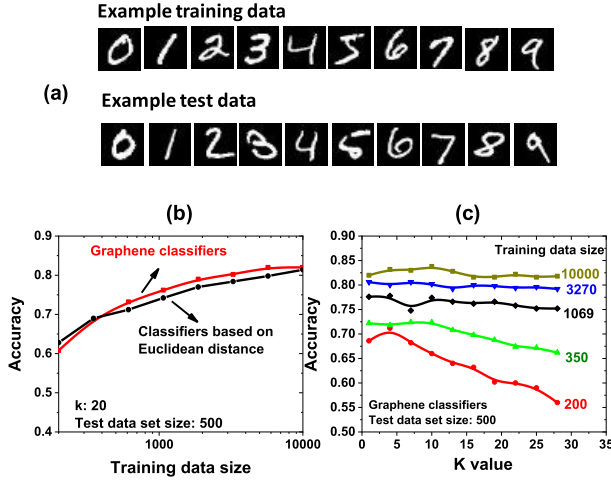 Example training data
0 1 2 3 4 5 6 7 8 9
(a)
Example test data
0 1 2 3 4 5 6 7 8 9
(b)
Accuracy
0.9
0.8
0.7
0.6
0.5
0.4
Graphene classifiers
Classifiers based on
Euclidean distance
k: 20
Test data set size: 500
1000
10000
Training data size
(c)
Accuracy
0.90
0.85
0.80
0.75
0.70
0.65
0.60
0.55
0.50
Training data size
10000
3270
1069
350
200
Graphene classifiers
Test data set size: 500
0 5 10 15 20 25 30 35
K value